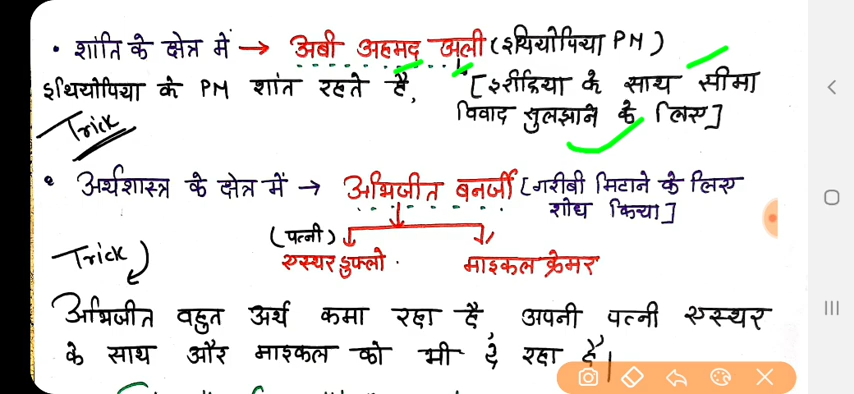 • शांति के क्षेत्र में → अबी अहमद अली (इथियोपिया PM)
इथियोपिया के PM शांत रहते हैं, [इरीट्रिया के साथ सीमा
विवाद सुलझाने के लिए]
Trick
• अर्थशास्त्र के क्षेत्र में → अभिजीत बनर्जी [गरीबी मिटाने के लिए
शोध किया]
(पत्नी)
Trick एस्थर डुफ्लो . माइकल क्रेमर
अभिजीत बहुत अर्थ कमा रहा है, अपनी पत्नी एस्थर
के साथ और माइकल को भी दे रहा है।